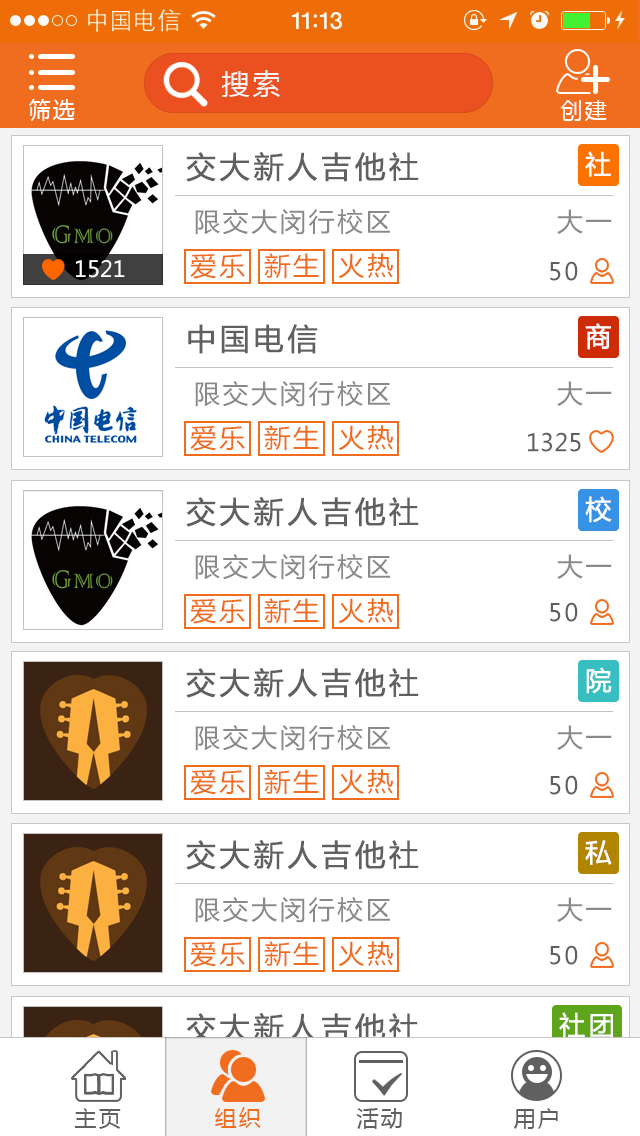 中国电信 11:13
筛选 搜索 创建
交大新人吉他社 社
GMO
限交大闵行校区 大一
1521 爱乐 新生 火热 50
中国电信 商
限交大闵行校区 大一
中国电信
CHINA TELECOM
爱乐 新生 火热 1325
交大新人吉他社 校
限交大闵行校区 大一
GMO
爱乐 新生 火热 50
交大新人吉他社 院
限交大闵行校区 大一
爱乐 新生 火热 50
交大新人吉他社 私
限交大闵行校区 大一
爱乐 新生 火热 50
交大新人吉他社 社团
主页 组织 活动 用户